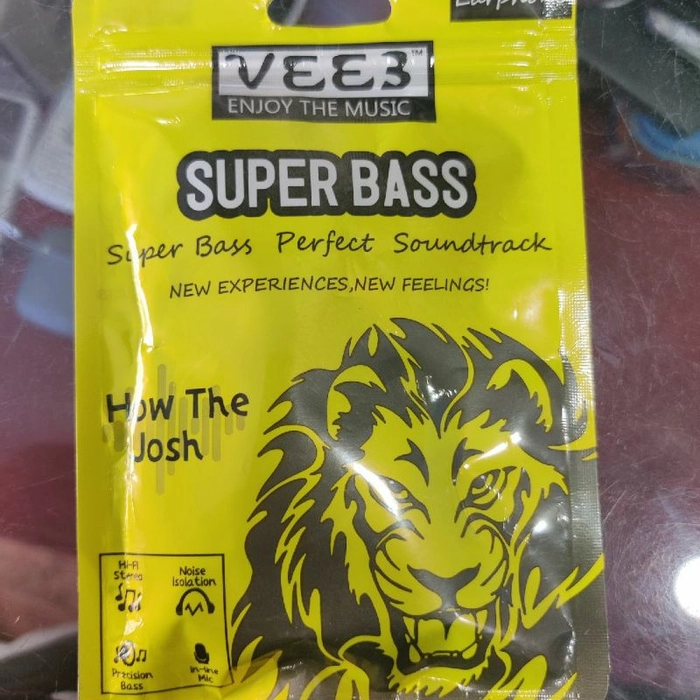 VEEB™
ENJOY THE MUSIC
SUPER BASS
Super Bass Perfect Soundtrack
NEW EXPERIENCES,NEW FEELINGS!
How The
Josh
Hi-Fi
Stereo
Noise
Isolation
Precision
Bass
in-line
Mic